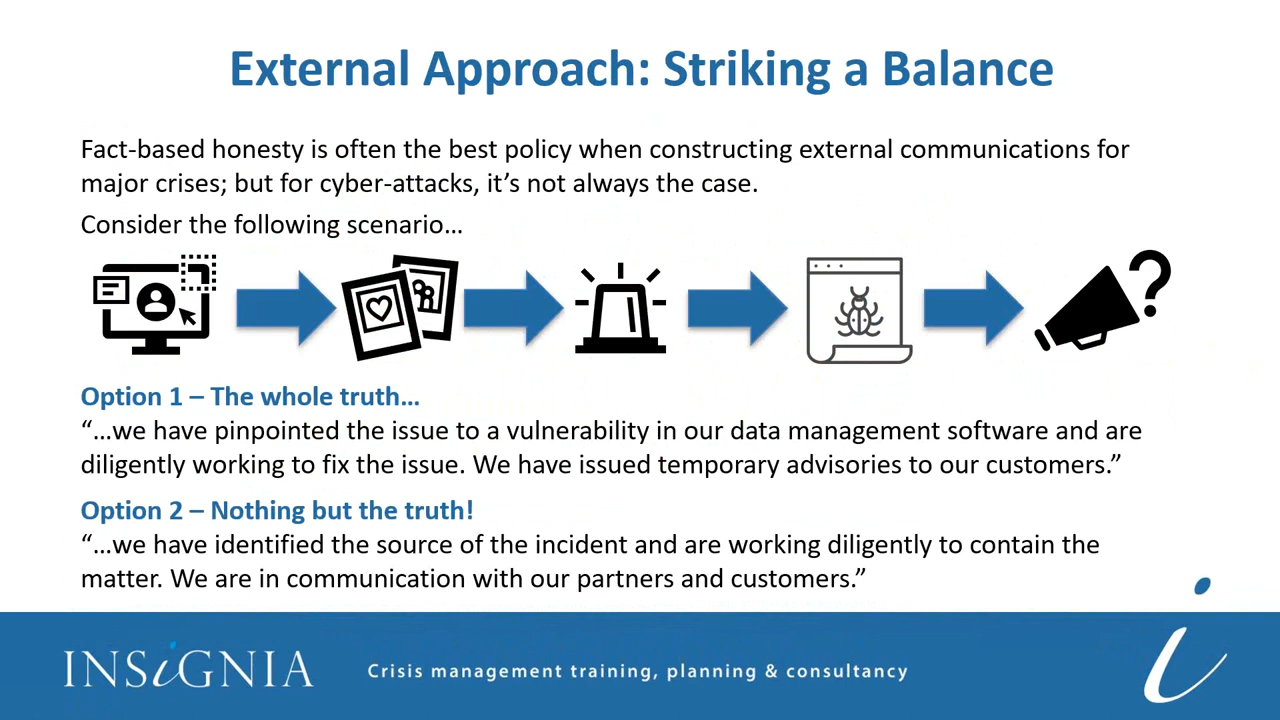 External Approach: Striking a Balance
Fact-based honesty is often the best policy when constructing external communications for
major crises; but for cyber-attacks, it’s not always the case.
Consider the following scenario…
?
Option 1 – The whole truth…
“…we have pinpointed the issue to a vulnerability in our data management software and are
diligently working to fix the issue. We have issued temporary advisories to our customers.”
Option 2 – Nothing but the truth!
“…we have identified the source of the incident and are working diligently to contain the
matter. We are in communication with our partners and customers.”
INSiGNIA
Crisis management training, planning & consultancy
i